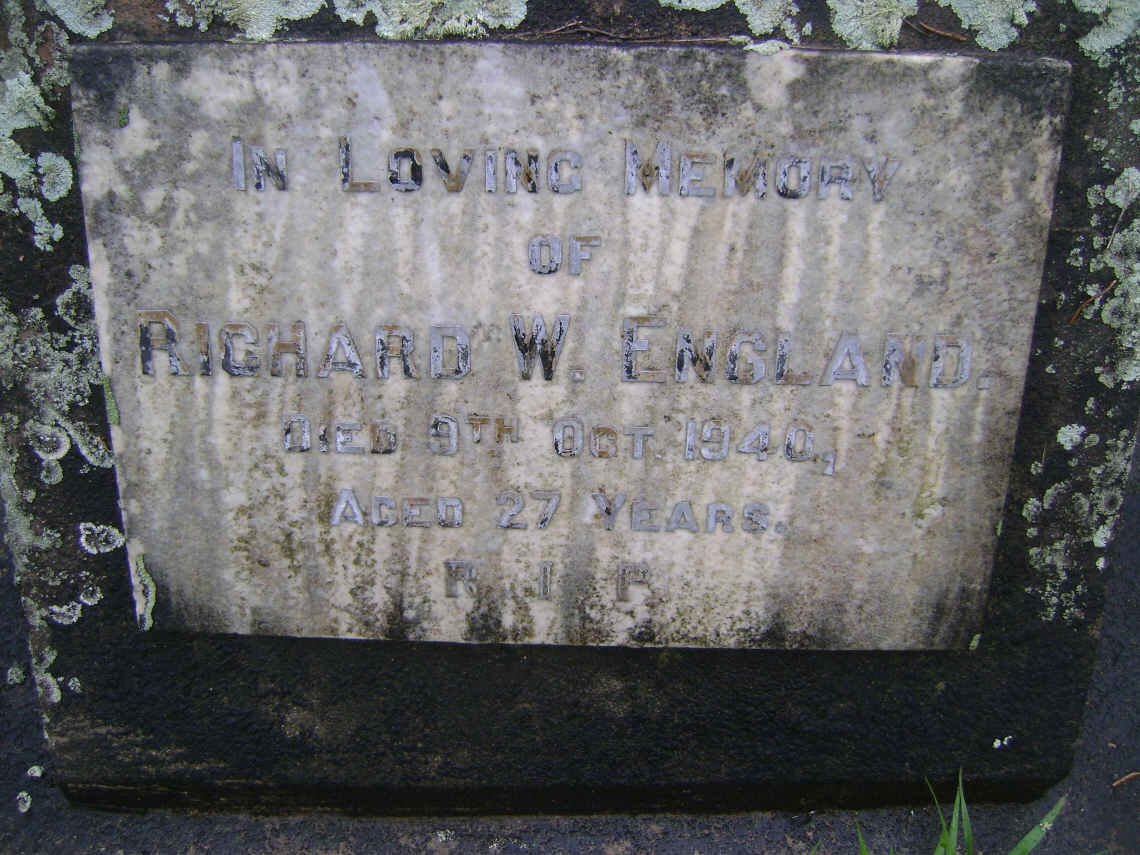 IN LOVING MEMORY
OF
RICHARD W. ENGLAND.
DIED 9TH OCT. 1940,
AGED 27 YEARS.
R I P